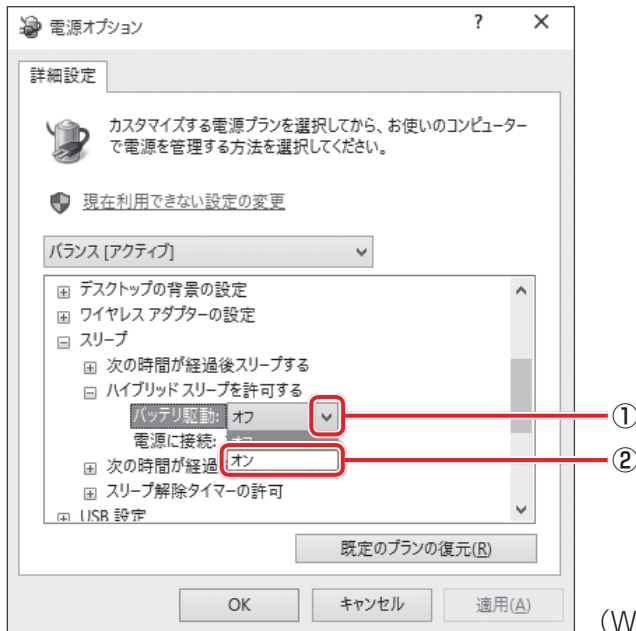 電源オプション ? ×
詳細設定
カスタマイズする電源プランを選択してから、お使いのコンピューター
で電源を管理する方法を選択してください。
現在利用できない設定の変更
バランス [アクティブ]
デスクトップの背景の設定
ワイヤレス アダプターの設定
スリープ
次の時間が経過後スリープする
ハイブリッド スリープを許可する
バッテリ駆動: オフ ①
電源に接続: オフ
次の時間が経過 オン ②
スリープ解除タイマーの許可
USB 設定
既定のプランの復元(R)
OK キャンセル 適用(A)
(W